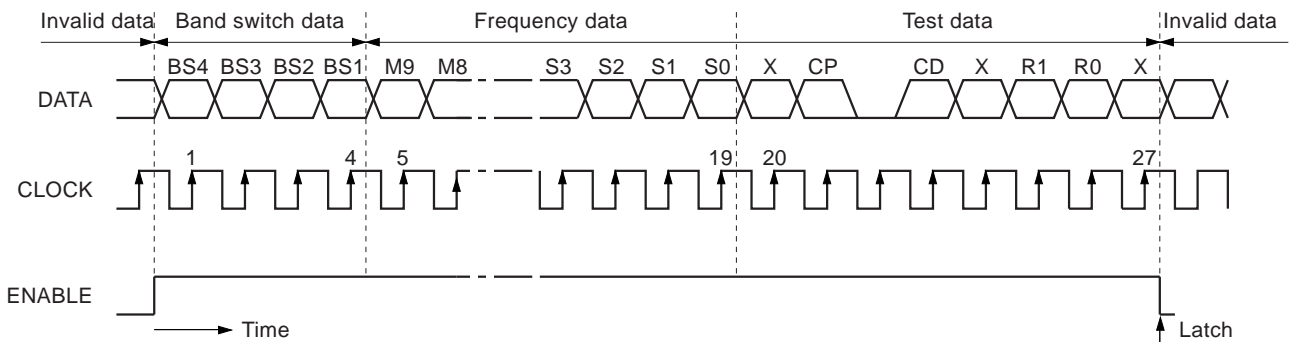 Invalid data Band switch data Frequency data Test data Invalid data
BS4 BS3 BS2 BS1 M9 M8 S3 S2 S1 S0 X CP CD X R1 R0 X
DATA
1 4 5 19 20 27
CLOCK
ENABLE
Time Latch